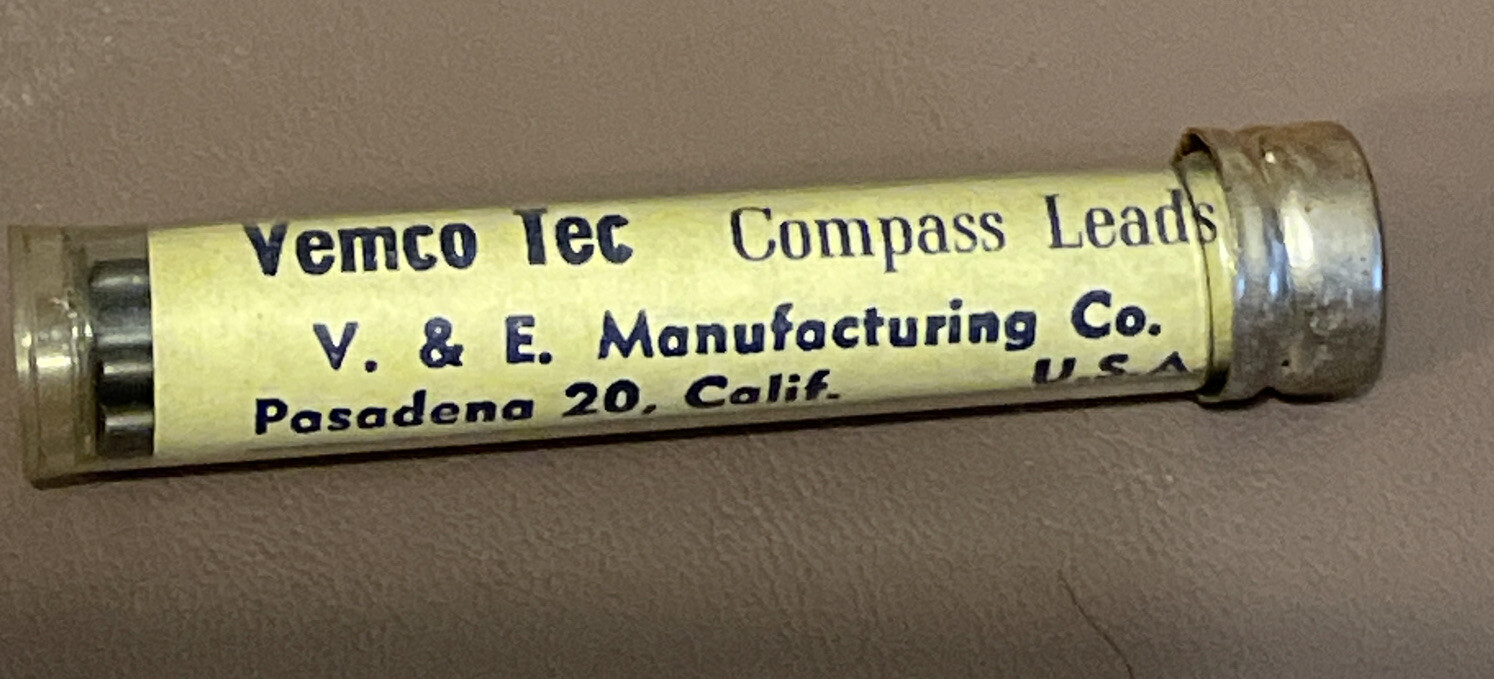 Vemco Tec Compass Leads
V. & E. Manufacturing Co.
Pasadena 20, Calif. U.S.A